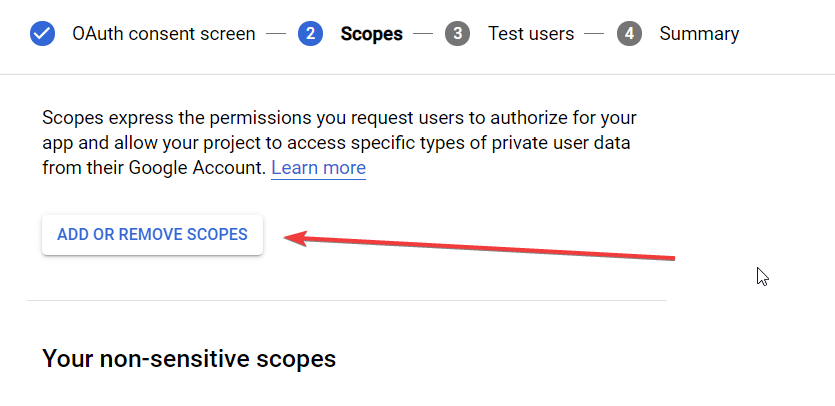 OAuth consent screen — 2 Scopes — 3 Test users — 4 Summary
Scopes express the permissions you request users to authorize for your
app and allow your project to access specific types of private user data
from their Google Account. Learn more
ADD OR REMOVE SCOPES
Your non-sensitive scopes